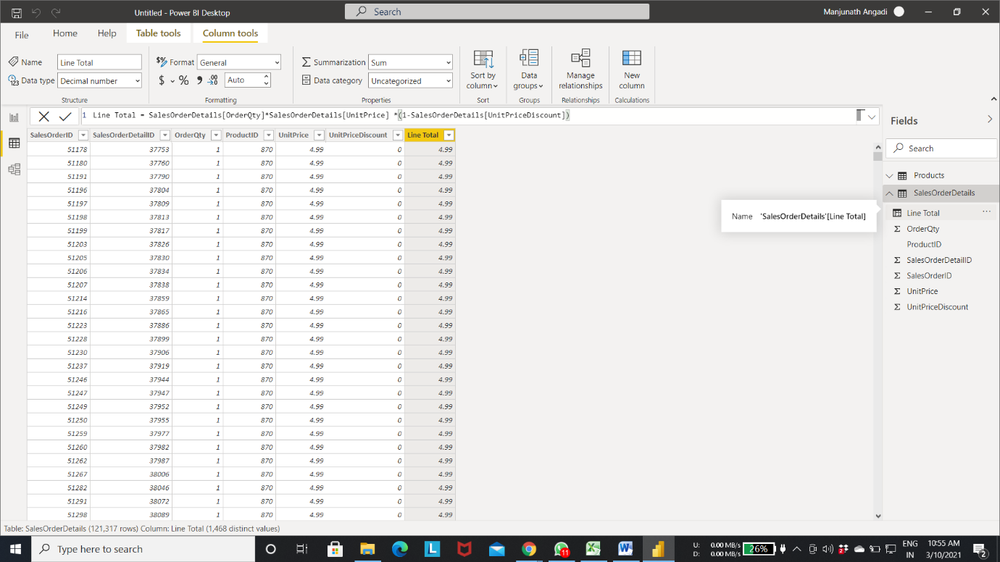 Untitled - Power BI Desktop
Search
Manjunath Angadi
File Home Help Table tools Column tools
Name Line Total
Data type Decimal number
Structure
Format General
$ % 9 .00 .0 Auto
Formatting
Summarization Sum
Data category Uncategorized
Properties
Sort by column
Sort
Data groups
Groups
Manage relationships
Relationships
New column
Calculations
1 Line Total = SalesOrderDetails[OrderQty]*SalesOrderDetails[UnitPrice] *(1-SalesOrderDetails[UnitPriceDiscount])
SalesOrderID SalesOrderDetailID OrderQty ProductID UnitPrice UnitPriceDiscount Line Total
51178 37753 1 870 4.99 0 4.99
51180 37760 1 870 4.99 0 4.99
51191 37790 1 870 4.99 0 4.99
51196 37804 1 870 4.99 0 4.99
51197 37809 1 870 4.99 0 4.99
51198 37813 1 870 4.99 0 4.99
51199 37817 1 870 4.99 0 4.99
51203 37826 1 870 4.99 0 4.99
51205 37830 1 870 4.99 0 4.99
51206 37834 1 870 4.99 0 4.99
51207 37838 1 870 4.99 0 4.99
51214 37859 1 870 4.99 0 4.99
51216 37865 1 870 4.99 0 4.99
51223 37886 1 870 4.99 0 4.99
51228 37899 1 870 4.99 0 4.99
51230 37906 1 870 4.99 0 4.99
51237 37919 1 870 4.99 0 4.99
51246 37944 1 870 4.99 0 4.99
51247 37947 1 870 4.99 0 4.99
51249 37952 1 870 4.99 0 4.99
51250 37955 1 870 4.99 0 4.99
51259 37977 1 870 4.99 0 4.99
51260 37982 1 870 4.99 0 4.99
51262 37987 1 870 4.99 0 4.99
51267 38006 1 870 4.99 0 4.99
51282 38046 1 870 4.99 0 4.99
51291 38072 1 870 4.99 0 4.99
51298 38089 1 870 4.99 0 4.99
Name 'SalesOrderDetails'[Line Total]
Fields
Search
Products
SalesOrderDetails
Line Total
OrderQty
ProductID
SalesOrderDetailID
SalesOrderID
UnitPrice
UnitPriceDiscount
Table: SalesOrderDetails (121,317 rows) Column: Line Total (1,468 distinct values)
Type here to search
L
11
U: 0.00 MB/s
D: 0.00 MB/s
26%
ENG
IN
10:55 AM
3/10/2021
2